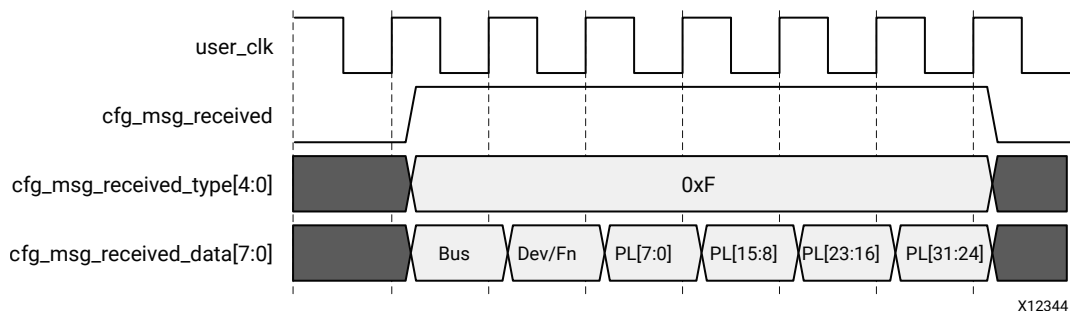 user_clk
cfg_msg_received
cfg_msg_received_type[4:0]
0xF
cfg_msg_received_data[7:0]
Bus
Dev/Fn
PL[7:0]
PL[15:8]
PL[23:16]
PL[31:24]
X12344